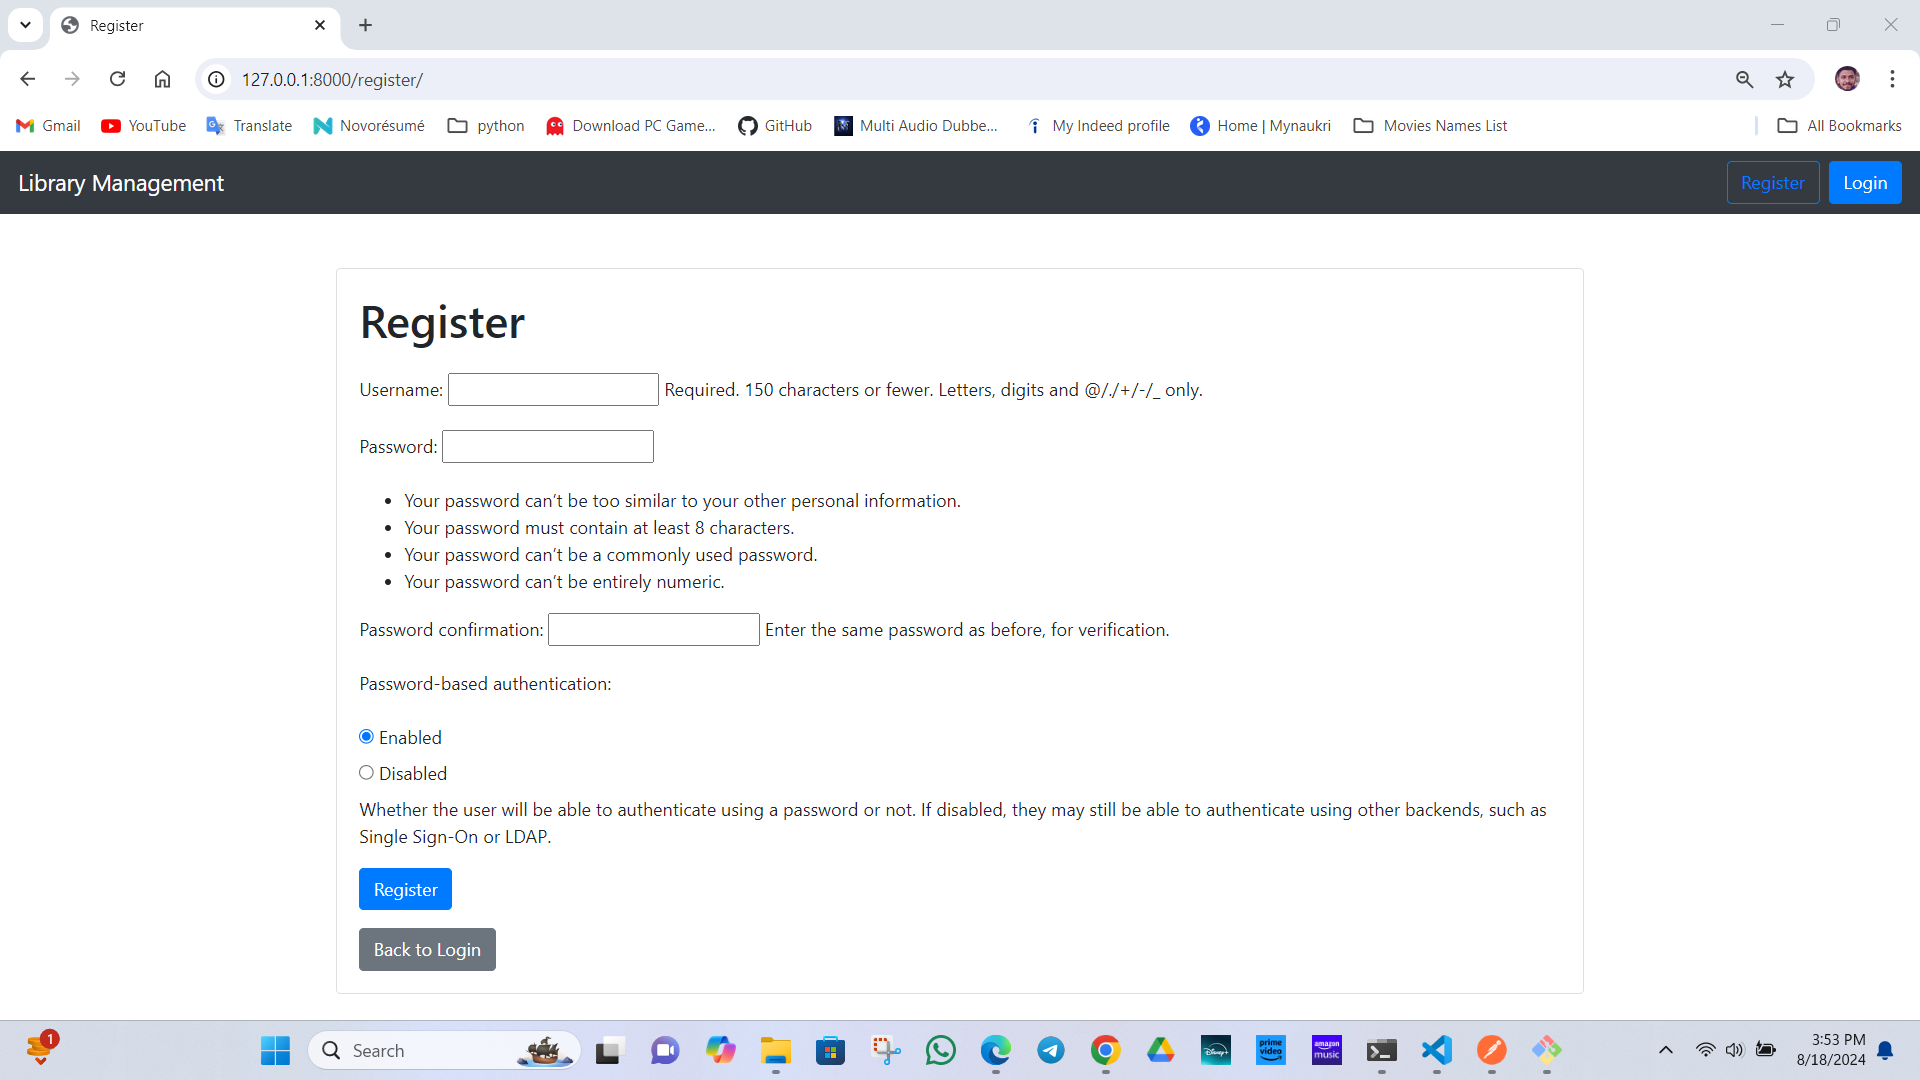 Register
127.0.0.1:8000/register/
Gmail YouTube Translate Novorésumé python Download PC Game... GitHub Multi Audio Dubbe... My Indeed profile Home | Mynaukri Movies Names List All Bookmarks
Library Management Register Login
Register
Username: Required. 150 characters or fewer. Letters, digits and @/./+/-/_ only.
Password:
• Your password can’t be too similar to your other personal information.
• Your password must contain at least 8 characters.
• Your password can’t be a commonly used password.
• Your password can’t be entirely numeric.
Password confirmation: Enter the same password as before, for verification.
Password-based authentication:
Enabled
Disabled
Whether the user will be able to authenticate using a password or not. If disabled, they may still be able to authenticate using other backends, such as
Single Sign-On or LDAP.
Register
Back to Login
1
Search
Disney+
prime video
amazon music
3:53 PM
8/18/2024